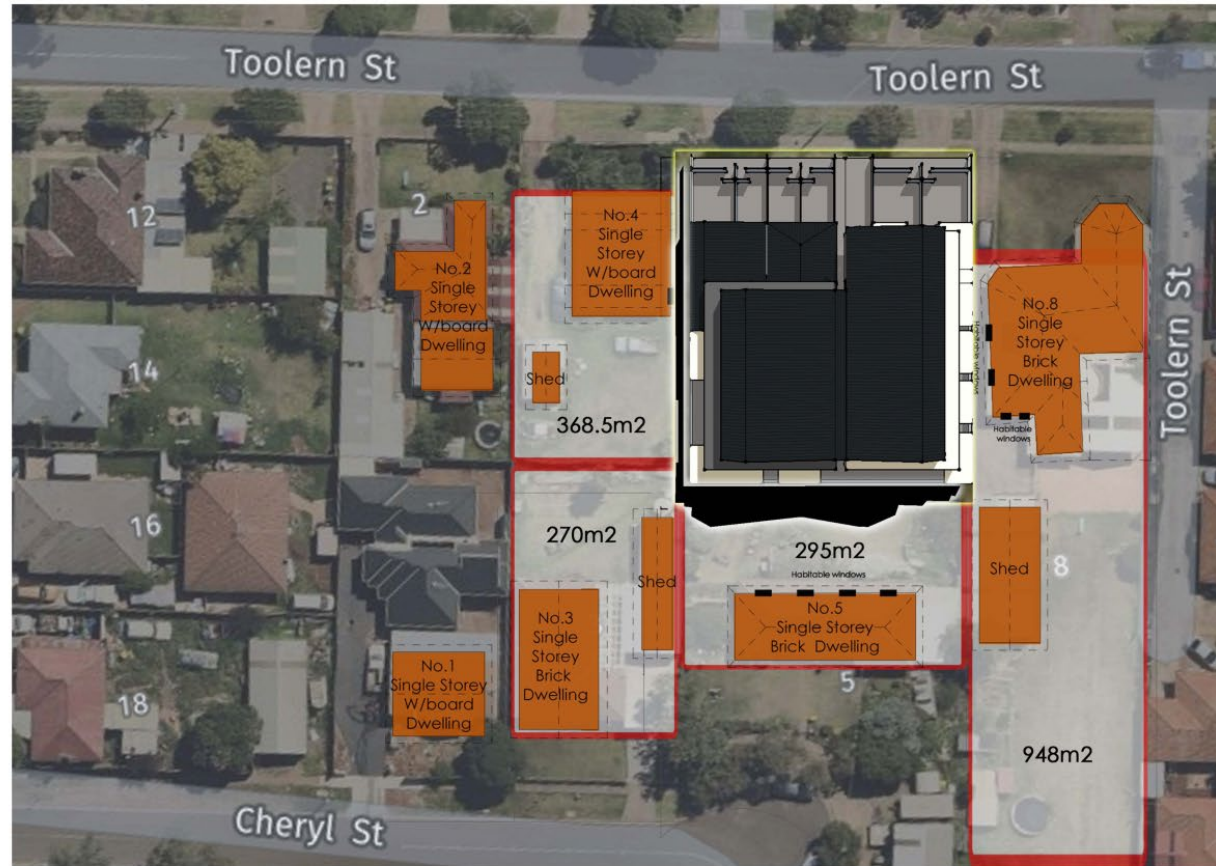 Toolern St
Toolern St
12
2
No.4
Single
Storey
W/board
Dwelling
No.2
Single
Storey
W/board
Dwelling
No.8
Single
Storey
Brick
Dwelling
Habitable windows
14
Shed
368.5m2
Habitable
windows
Toolern St
16
270m2
295m2
Habitable windows
Shed
Shed
8
No.5
Single Storey
Brick Dwelling
No.3
Single
Storey
Brick
Dwelling
No.1
Single Storey
W/board
Dwelling
5
18
948m2
Cheryl St